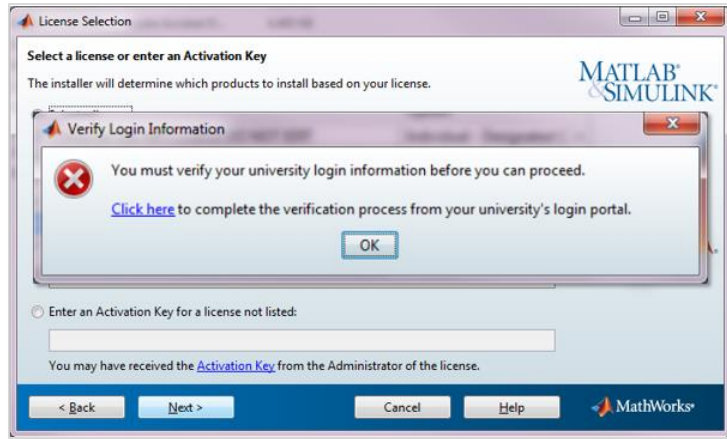 License Selection
Select a license or enter an Activation Key
The installer will determine which products to install based on your license.
MATLAB®
&SIMULINK®
Verify Login Information
You must verify your university login information before you can proceed.
Click here to complete the verification process from your university's login portal.
OK
Enter an Activation Key for a license not listed:
You may have received the Activation Key from the Administrator of the license.
< Back
Next >
Cancel
Help
MathWorks®